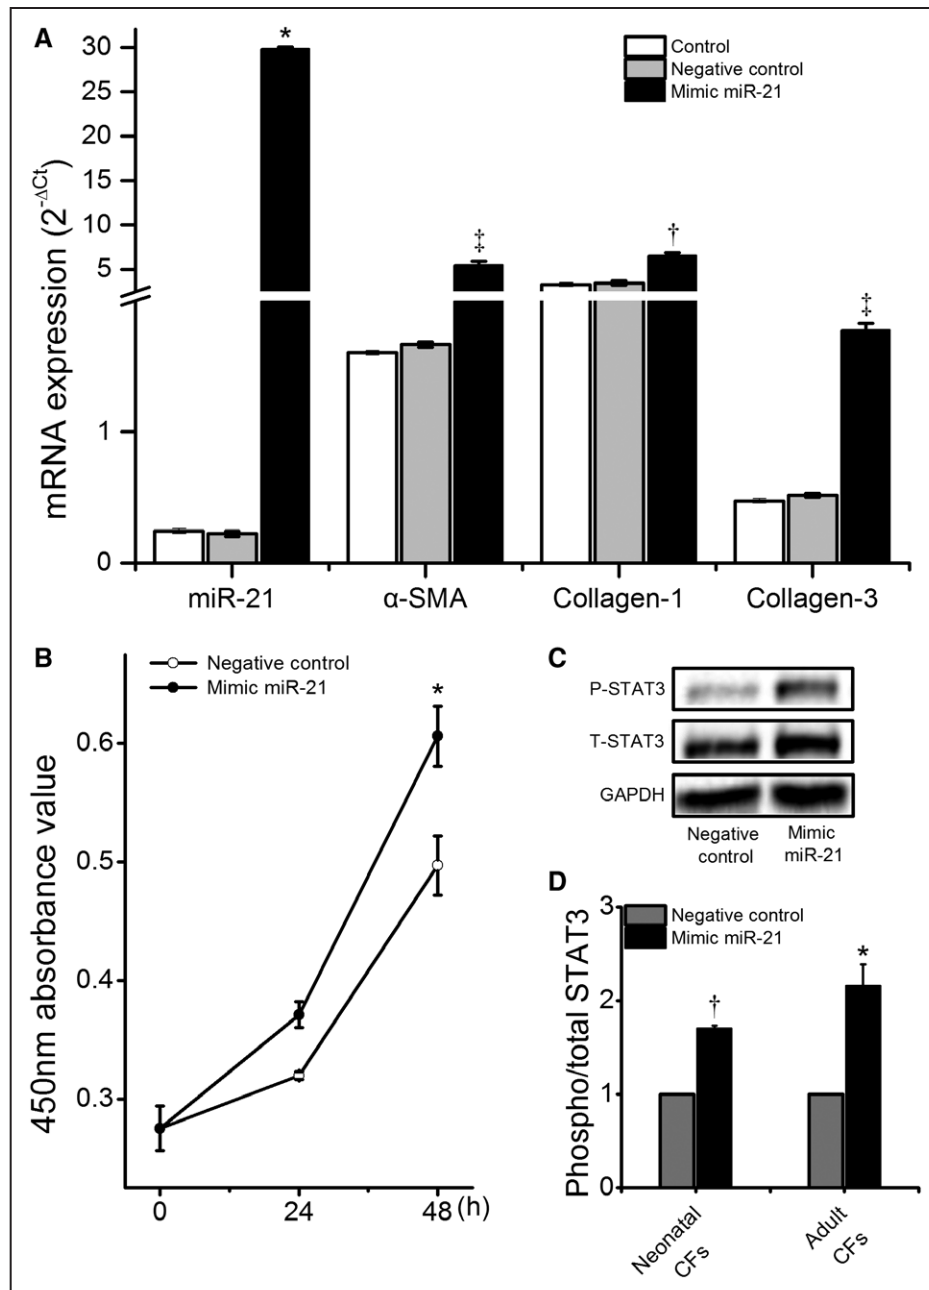 A
Control
Negative control
Mimic miR-21
mRNA expression (2^-ΔCt)
30
25
20
15
10
5
1
0
*
‡
†
‡
miR-21
α-SMA
Collagen-1
Collagen-3
B
Negative control
Mimic miR-21
450nm absorbance value
0.6
0.5
0.4
0.3
*
0
24
48
(h)
C
P-STAT3
T-STAT3
GAPDH
Negative
control
Mimic
miR-21
D
Negative control
Mimic miR-21
Phospho/total STAT3
3
2
1
0
†
*
Neonatal
CFs
Adult
CFs